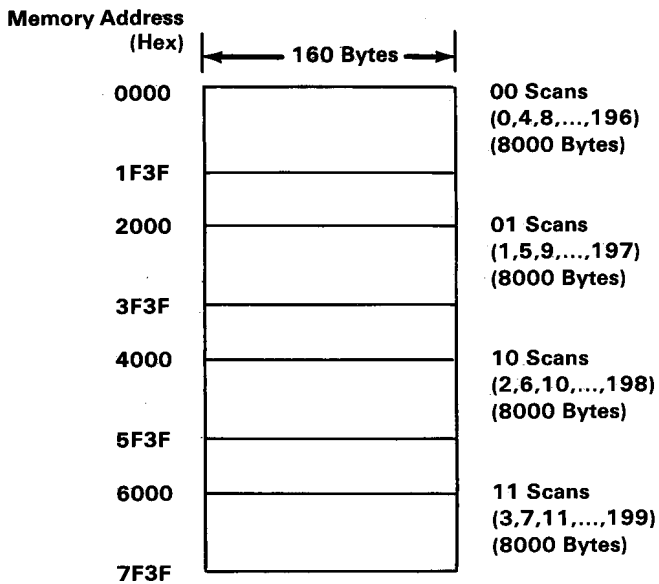 Memory Address
(Hex)
160 Bytes
0000
00 Scans
(0,4,8,...,196)
(8000 Bytes)
1F3F
2000
01 Scans
(1,5,9,...,197)
(8000 Bytes)
3F3F
4000
10 Scans
(2,6,10,...,198)
(8000 Bytes)
5F3F
6000
11 Scans
(3,7,11,...,199)
(8000 Bytes)
7F3F